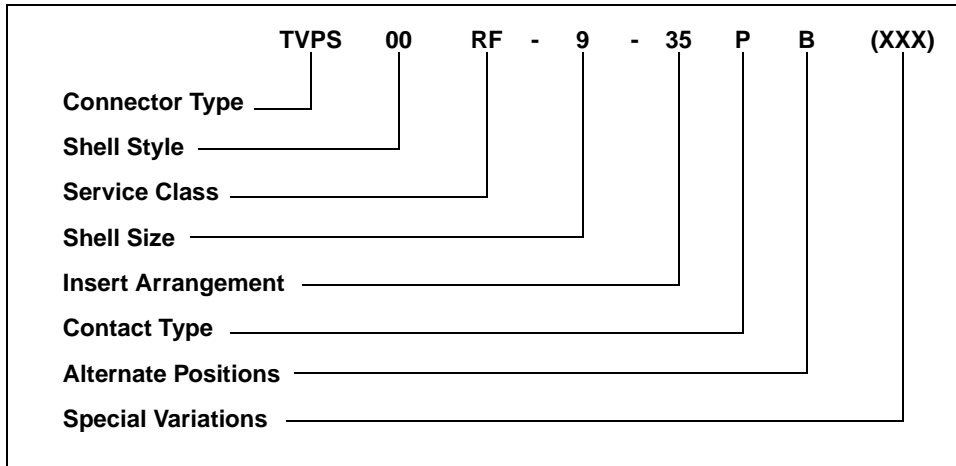 TVPS 00 RF - 9 - 35 P B (XXX)
Connector Type
Shell Style
Service Class
Shell Size
Insert Arrangement
Contact Type
Alternate Positions
Special Variations